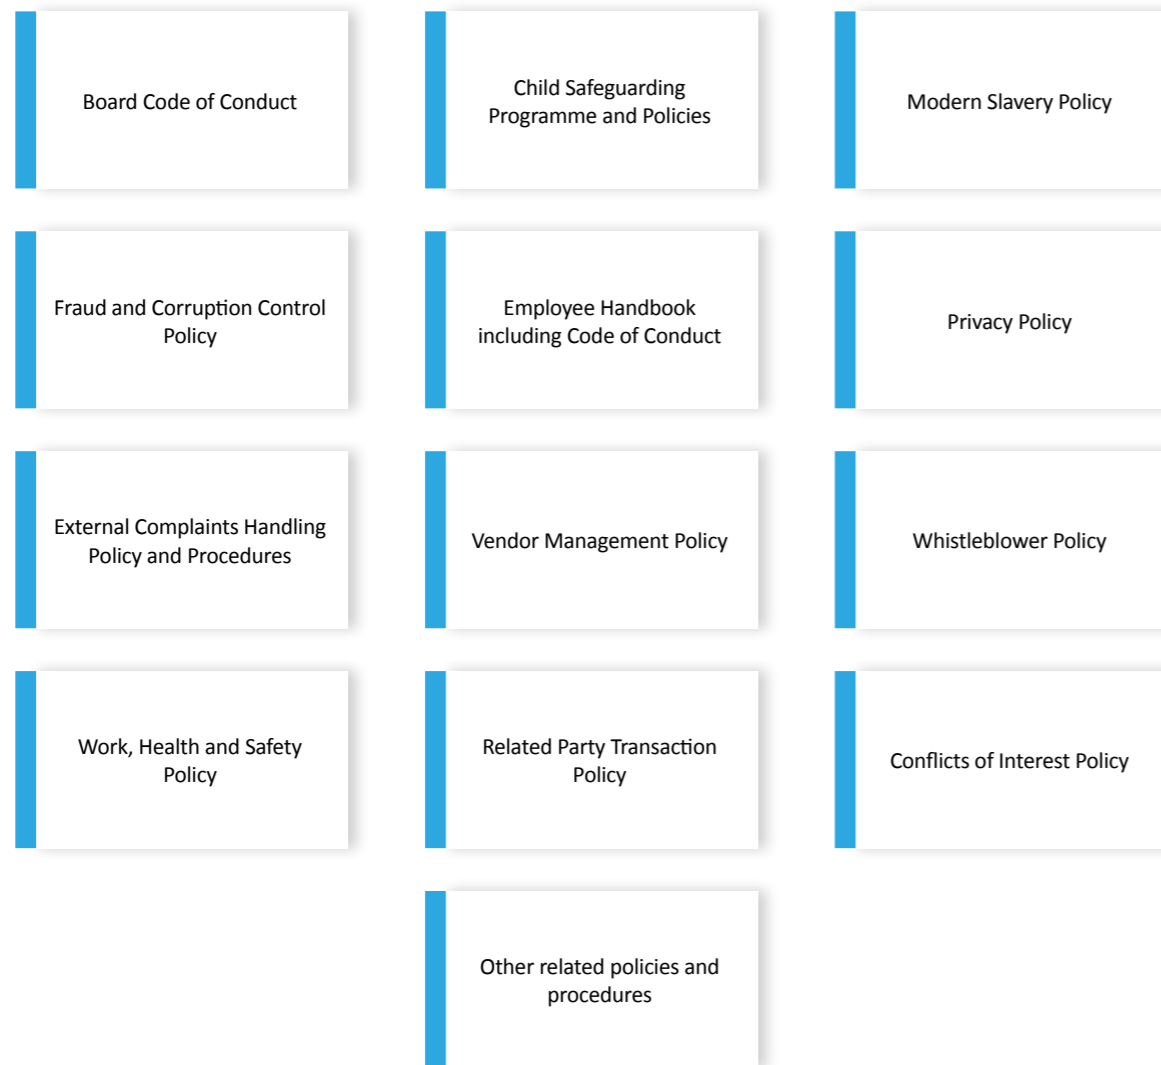 Board Code of Conduct
Child Safeguarding
Programme and Policies
Modern Slavery Policy
Fraud and Corruption Control
Policy
Employee Handbook
including Code of Conduct
Privacy Policy
External Complaints Handling
Policy and Procedures
Vendor Management Policy
Whistleblower Policy
Work, Health and Safety
Policy
Related Party Transaction
Policy
Conflicts of Interest Policy
Other related policies and
procedures